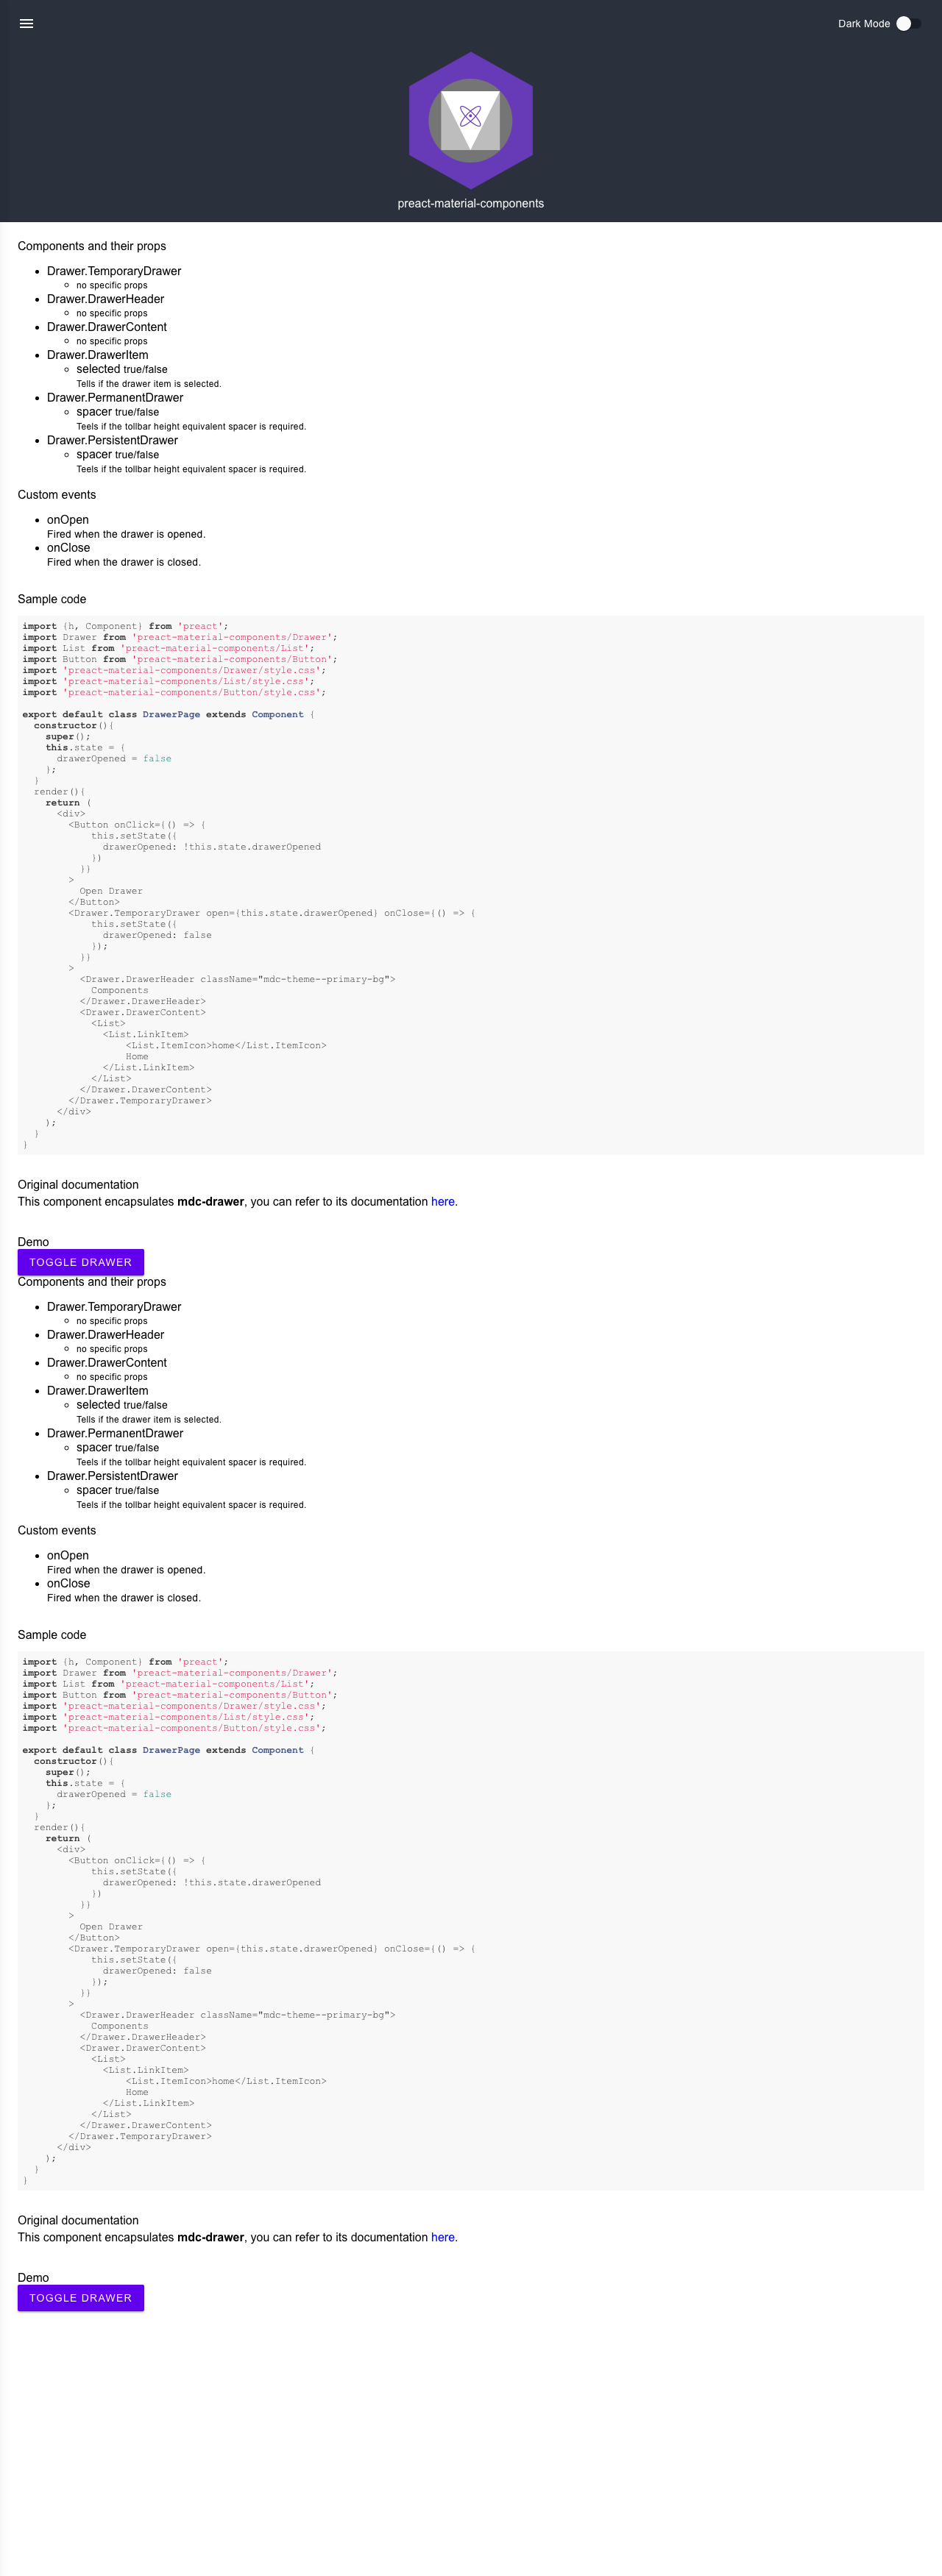 Dark Mode
preact-material-components
Components and their props
Drawer.TemporaryDrawer
no specific props
Drawer.DrawerHeader
no specific props
Drawer.DrawerContent
no specific props
Drawer.DrawerItem
selected true/false
Tells if the drawer item is selected.
Drawer.PermanentDrawer
spacer true/false
Teels if the tollbar height equivalent spacer is required.
Drawer.PersistentDrawer
spacer true/false
Teels if the tollbar height equivalent spacer is required.
Custom events
onOpen
Fired when the drawer is opened.
onClose
Fired when the drawer is closed.
Sample code
import {h, Component} from 'preact';
import Drawer from 'preact-material-components/Drawer';
import List from 'preact-material-components/List';
import Button from 'preact-material-components/Button';
import 'preact-material-components/Drawer/style.css';
import 'preact-material-components/List/style.css';
import 'preact-material-components/Button/style.css';
export default class DrawerPage extends Component {
constructor(){
super();
this.state = {
drawerOpened = false
};
}
render(){
return (
<div>
<Button onClick={() => {
this.setState({
drawerOpened: !this.state.drawerOpened
})
}}
>
Open Drawer
</Button>
<Drawer.TemporaryDrawer open={this.state.drawerOpened} onClose={() => {
this.setState({
drawerOpened: false
});
}}
>
<Drawer.DrawerHeader className="mdc-theme--primary-bg">
Components
</Drawer.DrawerHeader>
<Drawer.DrawerContent>
<List>
<List.LinkItem>
<List.ItemIcon>home</List.ItemIcon>
Home
</List.LinkItem>
</List>
</Drawer.DrawerContent>
</Drawer.TemporaryDrawer>
</div>
);
}
}
Original documentation
This component encapsulates mdc-drawer, you can refer to its documentation here.
Demo
TOGGLE DRAWER
Components and their props
Drawer.TemporaryDrawer
no specific props
Drawer.DrawerHeader
no specific props
Drawer.DrawerContent
no specific props
Drawer.DrawerItem
selected true/false
Tells if the drawer item is selected.
Drawer.PermanentDrawer
spacer true/false
Teels if the tollbar height equivalent spacer is required.
Drawer.PersistentDrawer
spacer true/false
Teels if the tollbar height equivalent spacer is required.
Custom events
onOpen
Fired when the drawer is opened.
onClose
Fired when the drawer is closed.
Sample code
import {h, Component} from 'preact';
import Drawer from 'preact-material-components/Drawer';
import List from 'preact-material-components/List';
import Button from 'preact-material-components/Button';
import 'preact-material-components/Drawer/style.css';
import 'preact-material-components/List/style.css';
import 'preact-material-components/Button/style.css';
export default class DrawerPage extends Component {
constructor(){
super();
this.state = {
drawerOpened = false
};
}
render(){
return (
<div>
<Button onClick={() => {
this.setState({
drawerOpened: !this.state.drawerOpened
})
}}
>
Open Drawer
</Button>
<Drawer.TemporaryDrawer open={this.state.drawerOpened} onClose={() => {
this.setState({
drawerOpened: false
});
}}
>
<Drawer.DrawerHeader className="mdc-theme--primary-bg">
Components
</Drawer.DrawerHeader>
<Drawer.DrawerContent>
<List>
<List.LinkItem>
<List.ItemIcon>home</List.ItemIcon>
Home
</List.LinkItem>
</List>
</Drawer.DrawerContent>
</Drawer.TemporaryDrawer>
</div>
);
}
}
Original documentation
This component encapsulates mdc-drawer, you can refer to its documentation here.
Demo
TOGGLE DRAWER